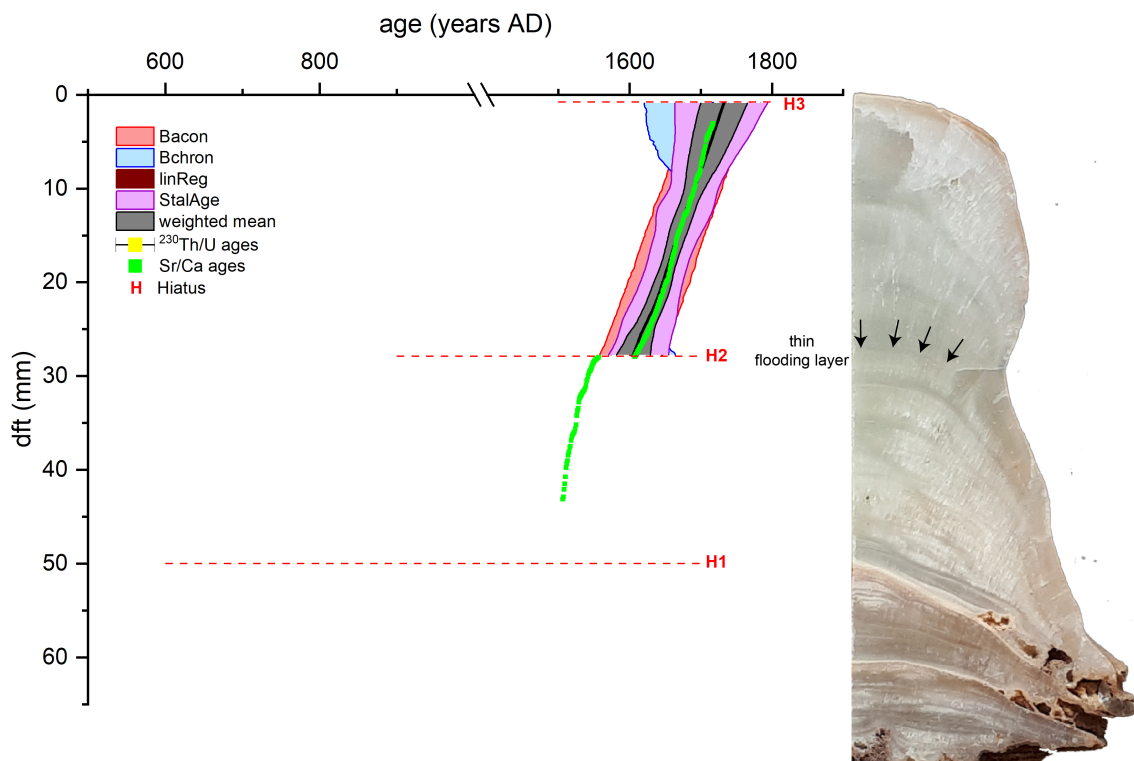 age (years AD)
600 800 1600 1800
0
H3
Bacon
Bchron
linReg
StalAge
weighted mean
²³⁰Th/U ages
Sr/Ca ages
H Hiatus
10
20
30
40
50
60
dft (mm)
H2
thin
flooding layer
H1